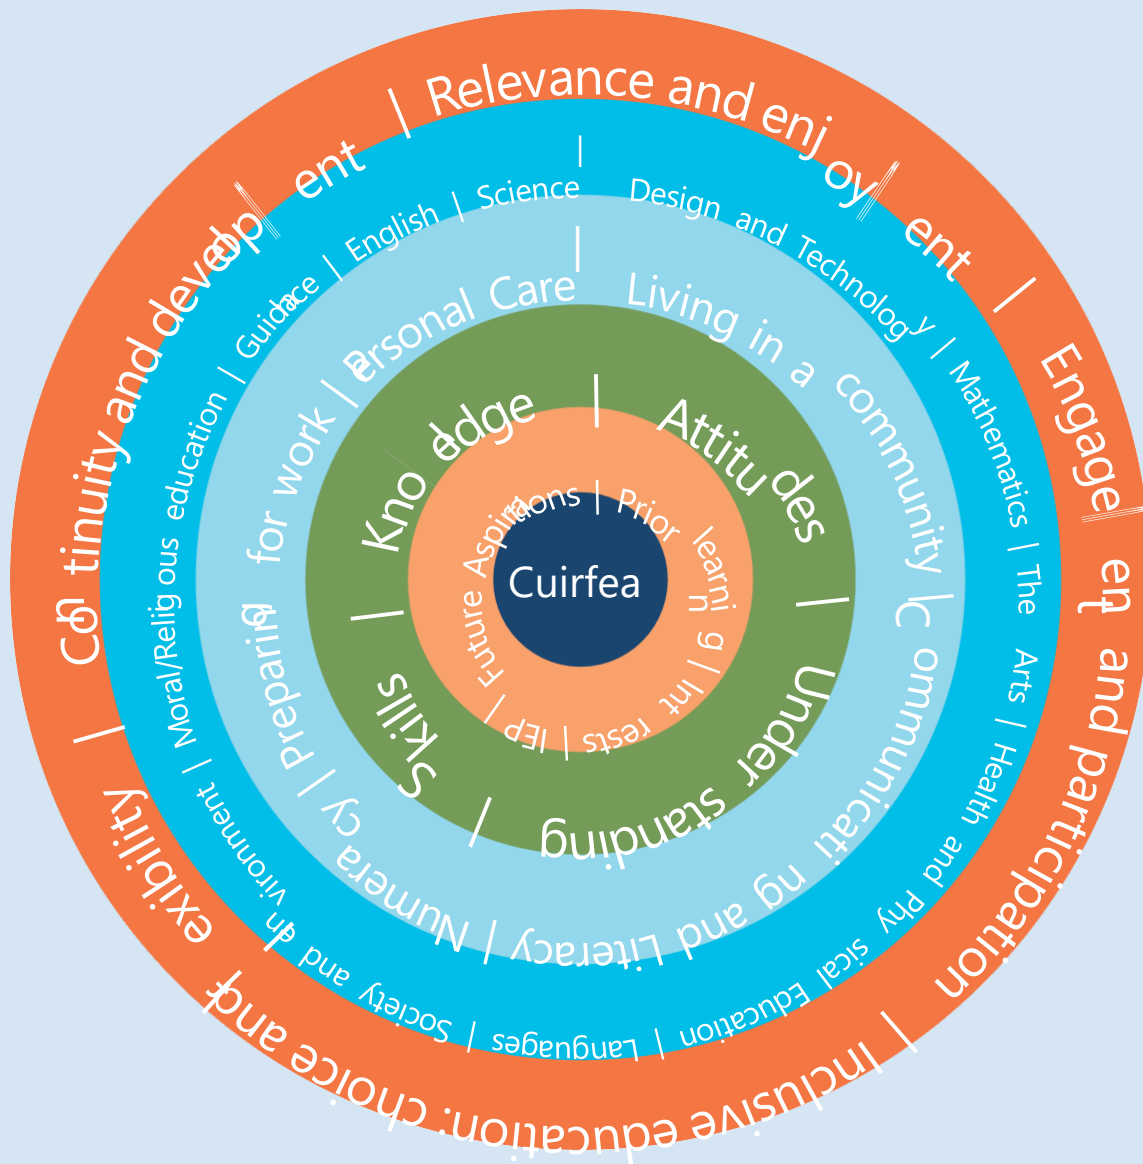 Relevance and enjoyment | Engagement and participation | Inclusive education: choice and flexibility | Continuity and development |
| Design and Technology | Mathematics | The Arts | Health and Physical Education | Languages | Society and environment | Moral/Religious education | Guidance | English | Science
| Living in a community | Communicating and Literacy | Numeracy | Preparing for work | Personal Care
| Attitudes | Understanding | Skills | Knowledge
| Prior learning | Interests | IEP | Future Aspirations
Cuirfea